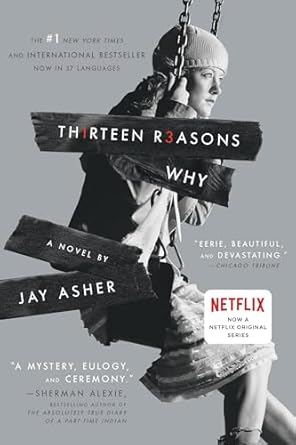 THE #1 NEW YORK TIMES
AND INTERNATIONAL BESTSELLER
NOW IN 37 LANGUAGES
TH1RTEEN R3ASONS
WHY
A NOVEL BY
JAY ASHER
"EERIE, BEAUTIFUL,
AND DEVASTATING."
—CHICAGO TRIBUNE
NETFLIX
NOW A
NETFLIX ORIGINAL
SERIES
"A MYSTERY, EULOGY,
AND CEREMONY."
—SHERMAN ALEXIE,
BESTSELLING AUTHOR OF
THE ABSOLUTELY TRUE DIARY
OF A PART-TIME INDIAN